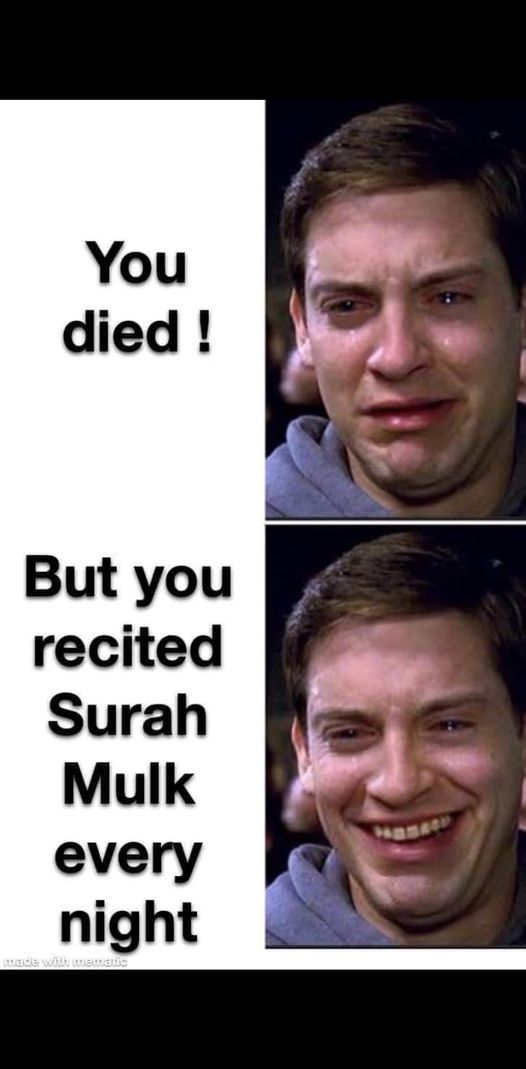 You
died !
But you
recited
Surah
Mulk
every
night
made with mematic